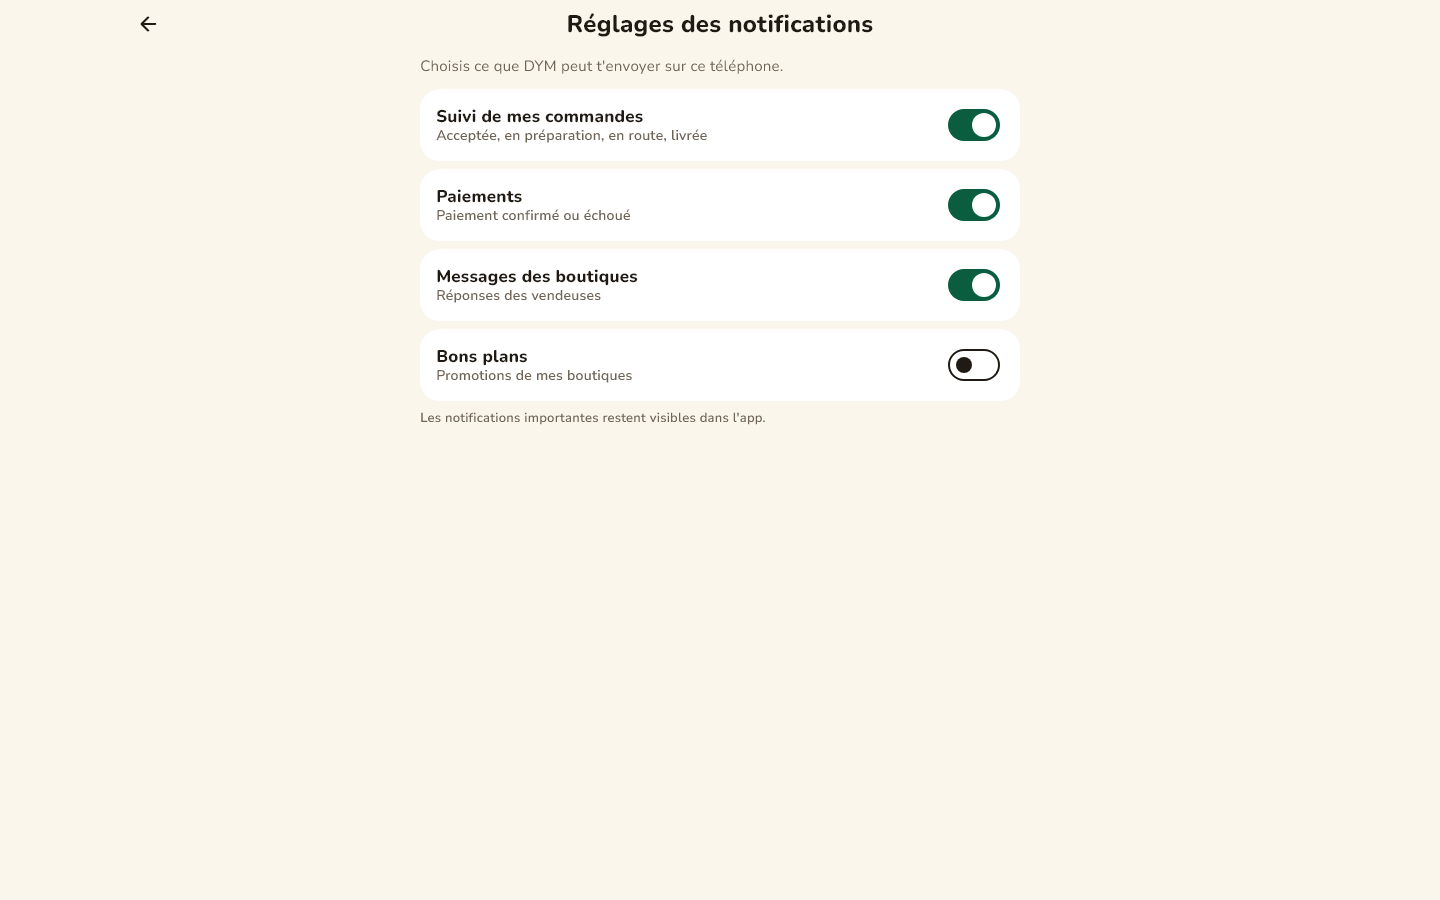 Réglages des notifications
Choisis ce que DYM peut t'envoyer sur ce téléphone.
Suivi de mes commandes
Acceptée, en préparation, en route, livrée
Paiements
Paiement confirmé ou échoué
Messages des boutiques
Réponses des vendeuses
Bons plans
Promotions de mes boutiques
Les notifications importantes restent visibles dans l'app.